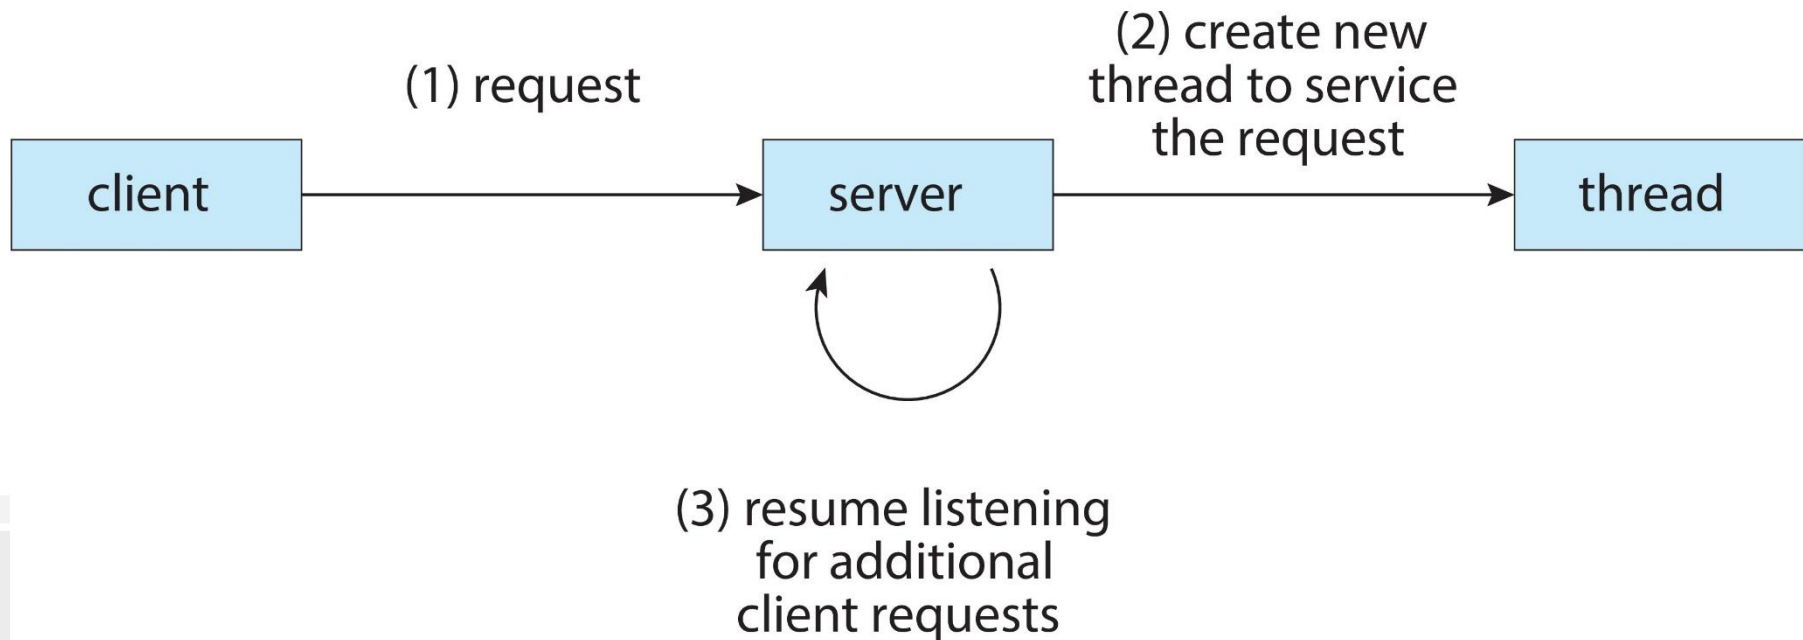 (1) request
(2) create new
thread to service
the request
client
server
thread
(3) resume listening
for additional
client requests